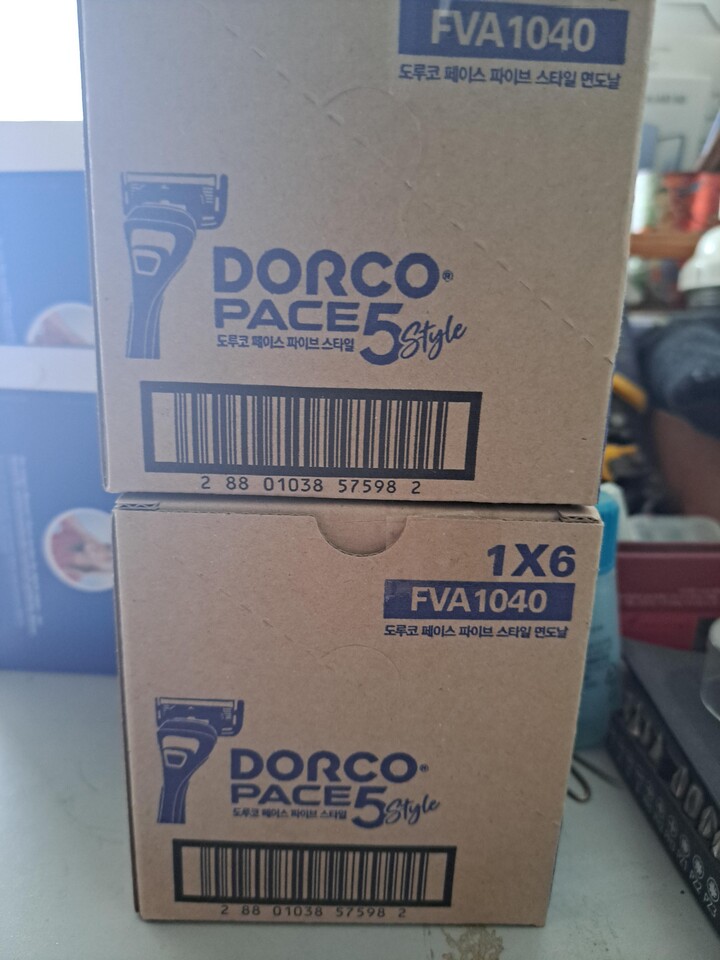 FVA1040
도루코 페이스 파이브 스타일 면도날
DORCO®
PACE 5 Style
도루코 페이스 파이브 스타일
2 88 01038 57598 2
1X6
FVA1040
도루코 페이스 파이브 스타일 면도날
DORCO®
PACE 5 Style
도루코 페이스 파이브 스타일
2 88 01038 57598 2